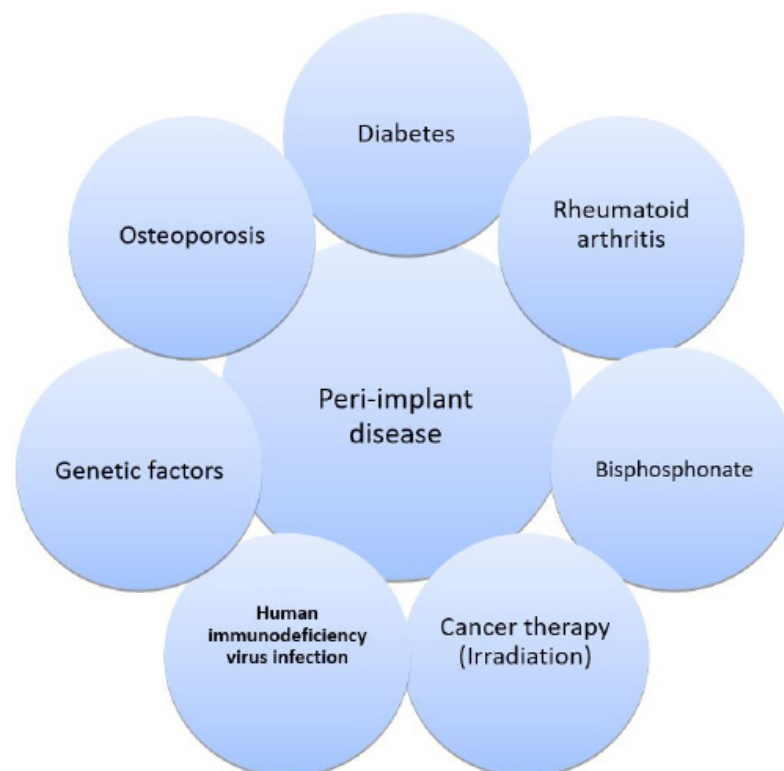 Diabetes
Rheumatoid
arthritis
Osteoporosis
Peri-implant
disease
Genetic factors
Bisphosphonate
Human
immunodeficiency
virus infection
Cancer therapy
(Irradiation)